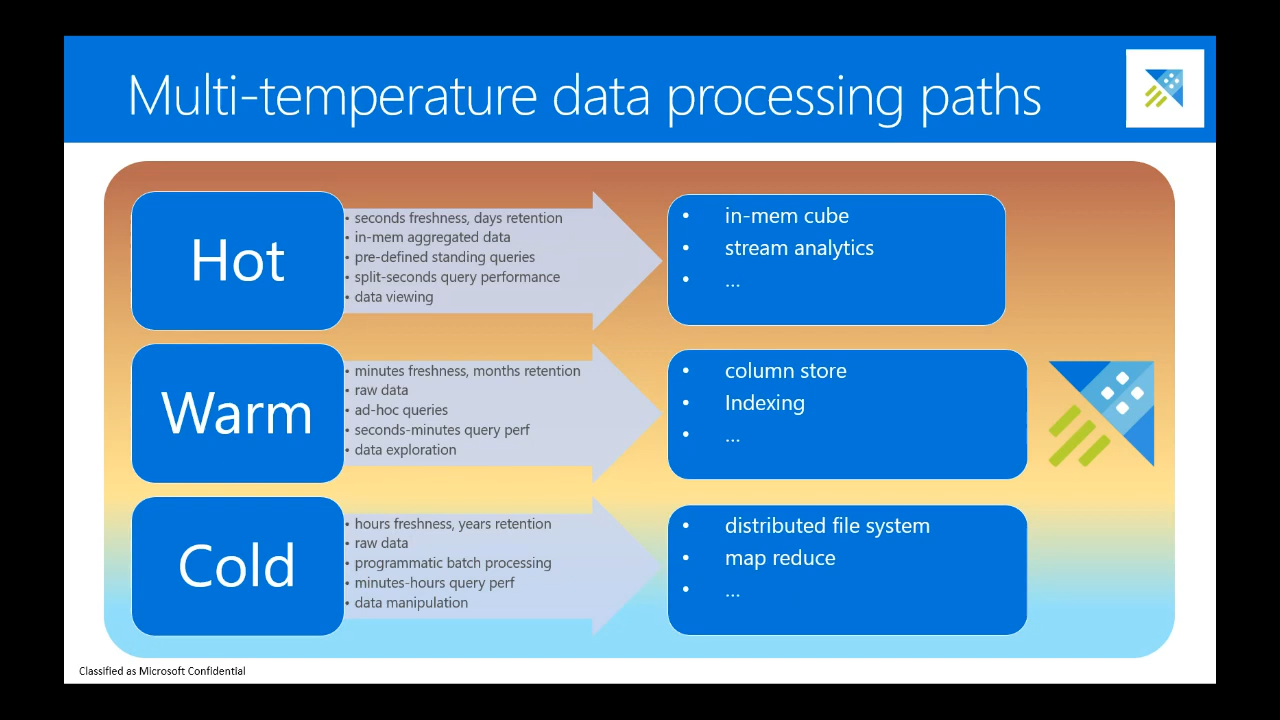 Multi-temperature data processing paths
Hot
• seconds freshness, days retention
• in-mem aggregated data
• pre-defined standing queries
• split-seconds query performance
• data viewing
• in-mem cube
• stream analytics
• ...
Warm
• minutes freshness, months retention
• raw data
• ad-hoc queries
• seconds-minutes query perf
• data exploration
• column store
• Indexing
• ...
Cold
• hours freshness, years retention
• raw data
• programmatic batch processing
• minutes-hours query perf
• data manipulation
• distributed file system
• map reduce
• ...
Classified as Microsoft Confidential